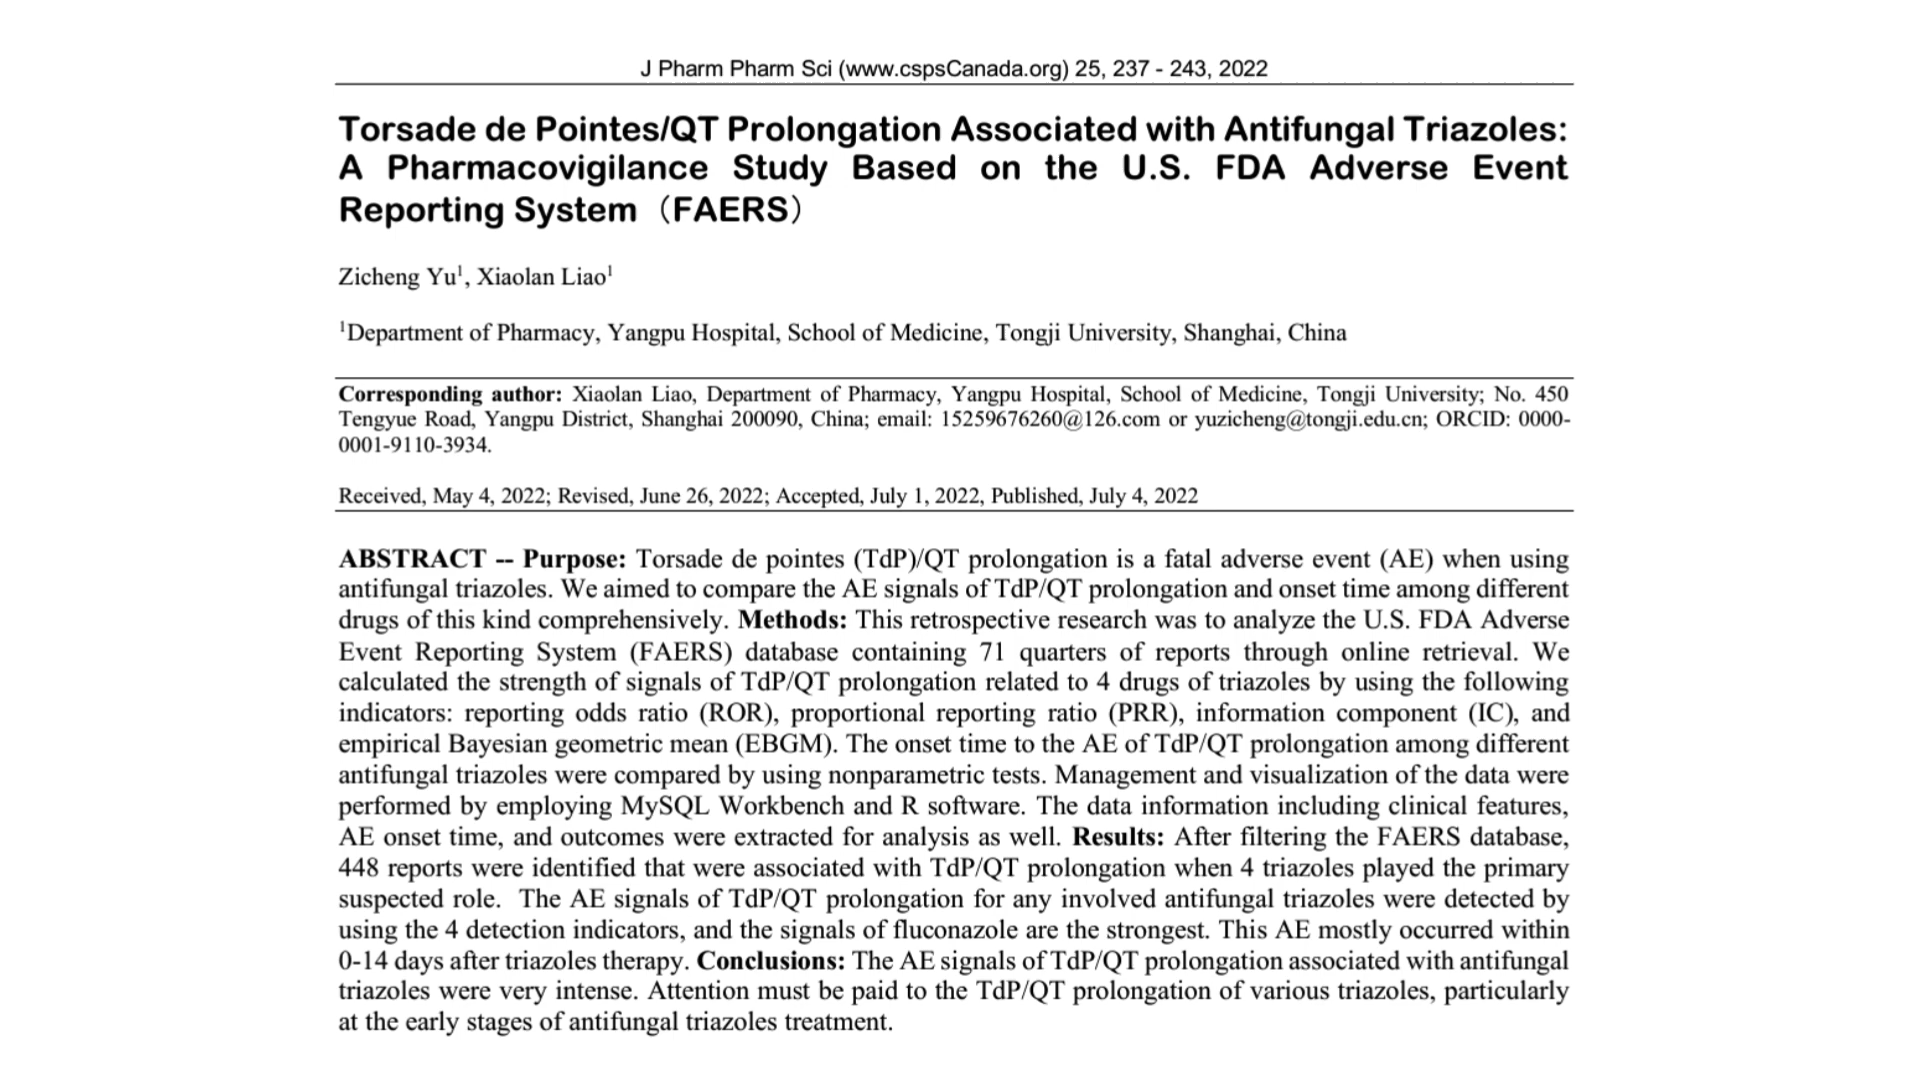 J Pharm Pharm Sci (www.cspsCanada.org) 25, 237 - 243, 2022
Torsade de Pointes/QT Prolongation Associated with Antifungal Triazoles:
A Pharmacovigilance Study Based on the U.S. FDA Adverse Event
Reporting System（FAERS）
Zicheng Yu¹, Xiaolan Liao¹
¹Department of Pharmacy, Yangpu Hospital, School of Medicine, Tongji University, Shanghai, China
Corresponding author: Xiaolan Liao, Department of Pharmacy, Yangpu Hospital, School of Medicine, Tongji University; No. 450
Tengyue Road, Yangpu District, Shanghai 200090, China; email: 15259676260@126.com or yuzicheng@tongji.edu.cn; ORCID: 0000-
0001-9110-3934.
Received, May 4, 2022; Revised, June 26, 2022; Accepted, July 1, 2022, Published, July 4, 2022
ABSTRACT -- Purpose: Torsade de pointes (TdP)/QT prolongation is a fatal adverse event (AE) when using
antifungal triazoles. We aimed to compare the AE signals of TdP/QT prolongation and onset time among different
drugs of this kind comprehensively. Methods: This retrospective research was to analyze the U.S. FDA Adverse
Event Reporting System (FAERS) database containing 71 quarters of reports through online retrieval. We
calculated the strength of signals of TdP/QT prolongation related to 4 drugs of triazoles by using the following
indicators: reporting odds ratio (ROR), proportional reporting ratio (PRR), information component (IC), and
empirical Bayesian geometric mean (EBGM). The onset time to the AE of TdP/QT prolongation among different
antifungal triazoles were compared by using nonparametric tests. Management and visualization of the data were
performed by employing MySQL Workbench and R software. The data information including clinical features,
AE onset time, and outcomes were extracted for analysis as well. Results: After filtering the FAERS database,
448 reports were identified that were associated with TdP/QT prolongation when 4 triazoles played the primary
suspected role. The AE signals of TdP/QT prolongation for any involved antifungal triazoles were detected by
using the 4 detection indicators, and the signals of fluconazole are the strongest. This AE mostly occurred within
0-14 days after triazoles therapy. Conclusions: The AE signals of TdP/QT prolongation associated with antifungal
triazoles were very intense. Attention must be paid to the TdP/QT prolongation of various triazoles, particularly
at the early stages of antifungal triazoles treatment.